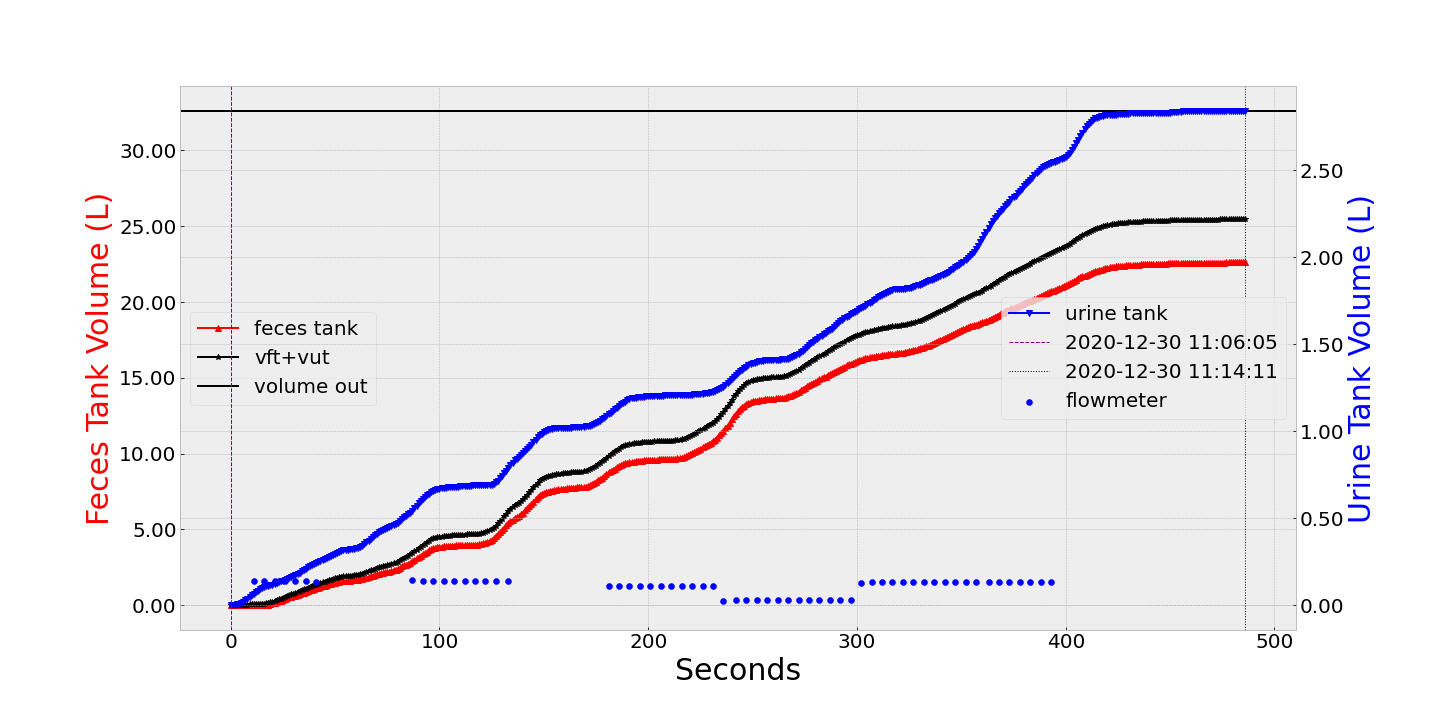 Feces Tank Volume (L)
30.00
25.00
20.00
15.00
10.00
5.00
0.00
feces tank
vft+vut
volume out
urine tank
2020-12-30 11:06:05
2020-12-30 11:14:11
flowmeter
2.50
2.00
1.50
1.00
0.50
0.00
Urine Tank Volume (L)
0 100 200 300 400 500
Seconds